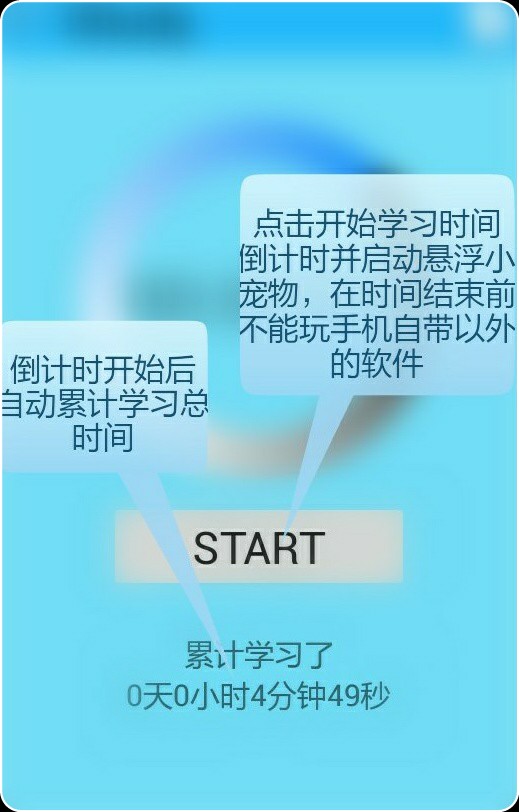 点击开始学习时间
倒计时并启动悬浮小
宠物，在时间结束前
不能玩手机自带以外
的软件
倒计时开始后
自动累计学习总
时间
START
累计学习了
0天0小时4分钟49秒